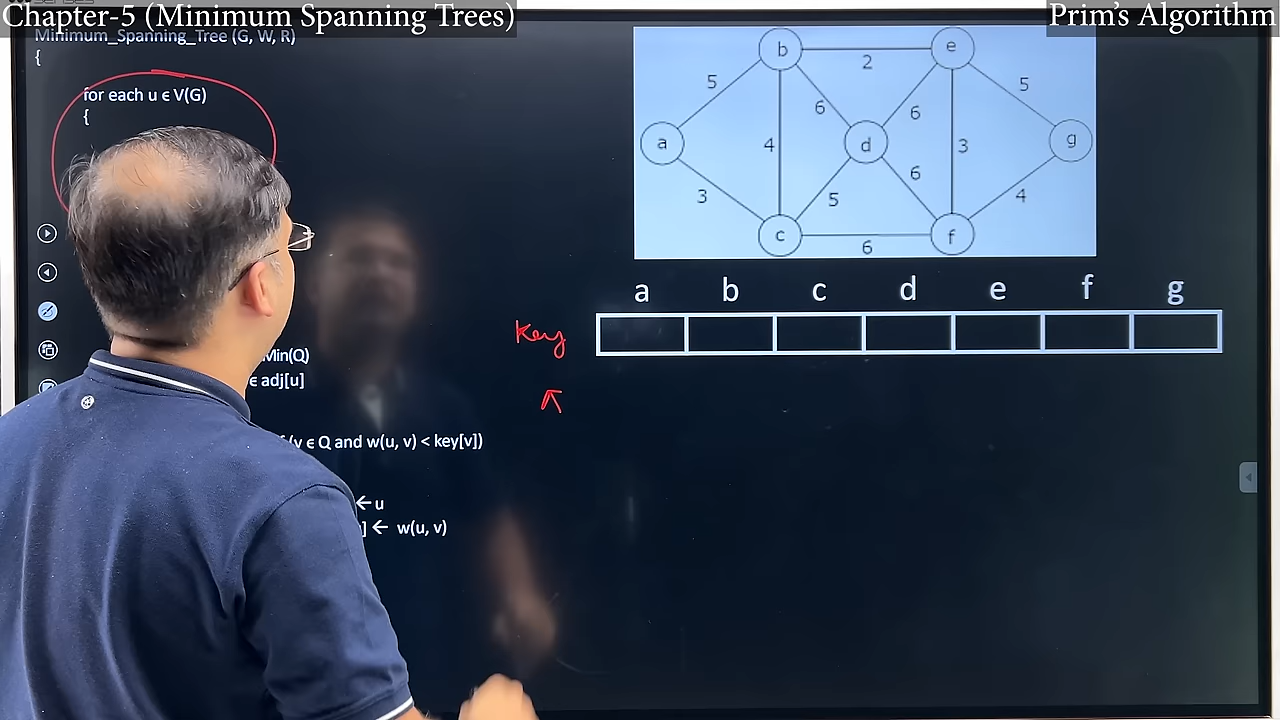 Chapter-5 (Minimum Spanning Trees)
Prim's Algorithm
Minimum_Spanning_Tree (G, W, R)
{
for each u ϵ V(G)
{
Min(Q)
ϵ adj[u]
(v ϵ Q and w(u, v) < key[v])
← u
] ← w(u, v)
b 2 e
5 6 6 5
a 4 d 3 g
3 5 6 4
c 6 f
a b c d e f g
Key